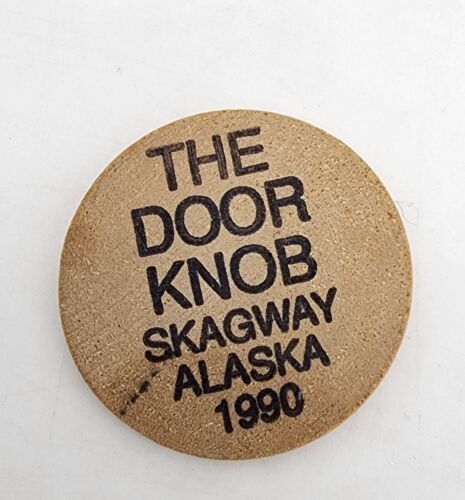 THE
DOOR
KNOB
SKAGWAY
ALASKA
1990